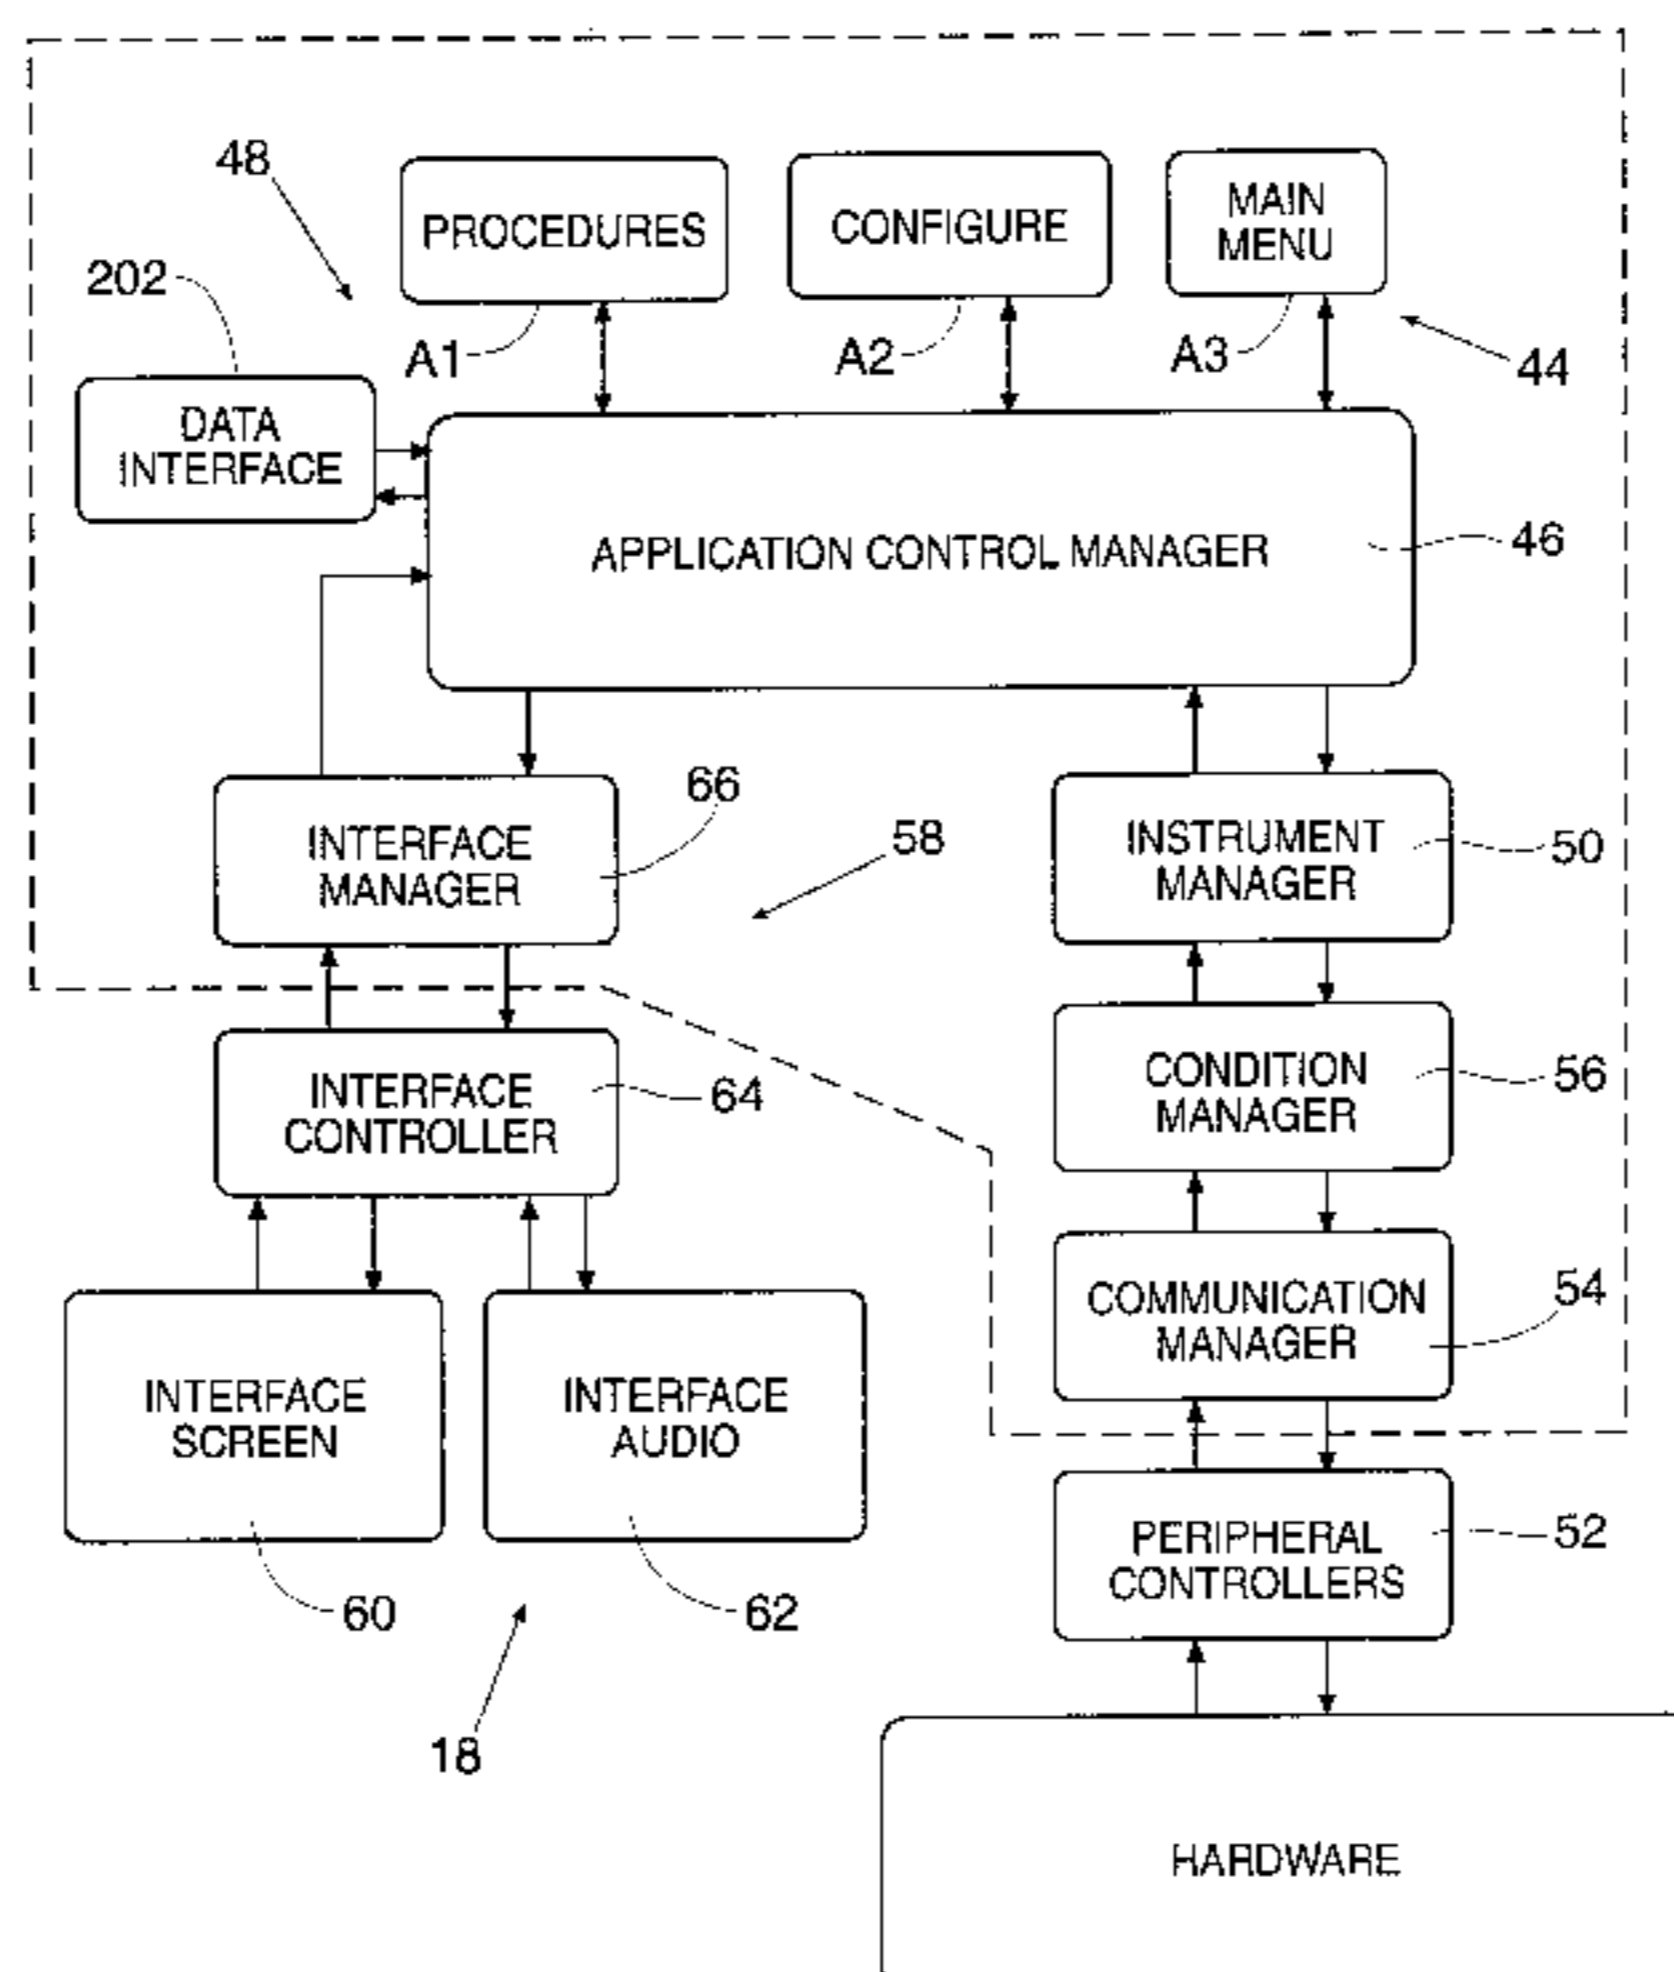 48
PROCEDURES
CONFIGURE
MAIN
MENU
202
A1
A2
A3
44
DATA
INTERFACE
APPLICATION CONTROL MANAGER
46
66
INTERFACE
MANAGER
58
INSTRUMENT
MANAGER
50
INTERFACE
CONTROLLER
64
CONDITION
MANAGER
56
COMMUNICATION
MANAGER
54
INTERFACE
SCREEN
INTERFACE
AUDIO
PERIPHERAL
CONTROLLERS
52
60
62
18
HARDWARE